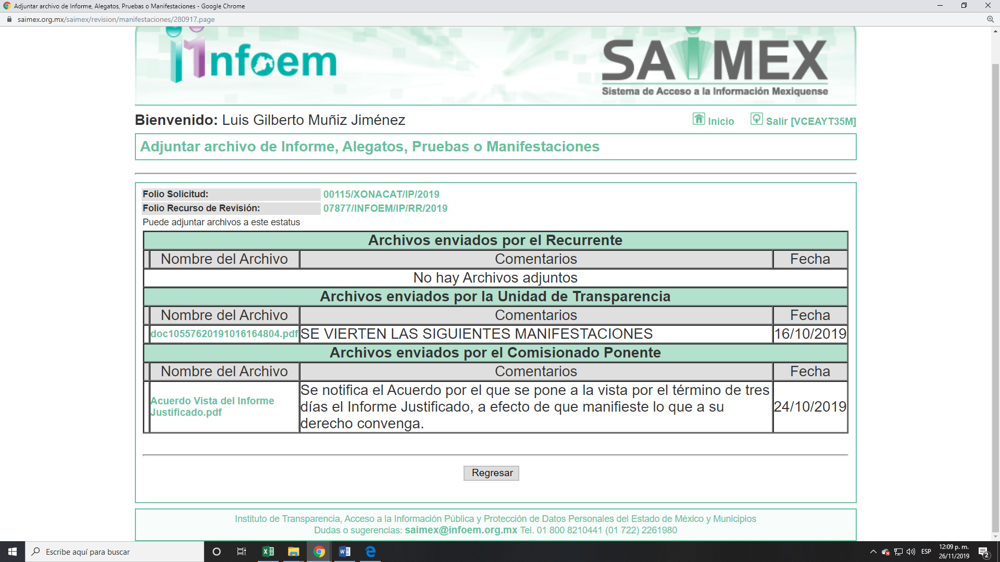 Adjuntar archivo de Informe, Alegatos, Pruebas o Manifestaciones - Google Chrome
saimex.org.mx/saimex/revision/manifestaciones/280917.page
infoem
SAIMEX
Sistema de Acceso a la Información Mexiquense
Bienvenido: Luis Gilberto Muñiz Jiménez
Inicio
Salir [VCEAYT35M]
Adjuntar archivo de Informe, Alegatos, Pruebas o Manifestaciones
Folio Solicitud: 00115/XONACAT/IP/2019
Folio Recurso de Revisión: 07877/INFOEM/IP/RR/2019
Puede adjuntar archivos a este estatus
Archivos enviados por el Recurrente
Nombre del Archivo Comentarios Fecha
No hay Archivos adjuntos
Archivos enviados por la Unidad de Transparencia
Nombre del Archivo Comentarios Fecha
doc10557620191016164804.pdf SE VIERTEN LAS SIGUIENTES MANIFESTACIONES 16/10/2019
Archivos enviados por el Comisionado Ponente
Nombre del Archivo Comentarios Fecha
Acuerdo Vista del Informe
Justificado.pdf
Se notifica el Acuerdo por el que se pone a la vista por el término de tres
días el Informe Justificado, a efecto de que manifieste lo que a su
derecho convenga.
24/10/2019
Regresar
Instituto de Transparencia, Acceso a la Información Pública y Protección de Datos Personales del Estado de México y Municipios
Dudas o sugerencias: saimex@infoem.org.mx Tel. 01 800 8210441 (01 722) 2261980
Escribe aquí para buscar
ESP
12:09 p. m.
26/11/2019
2